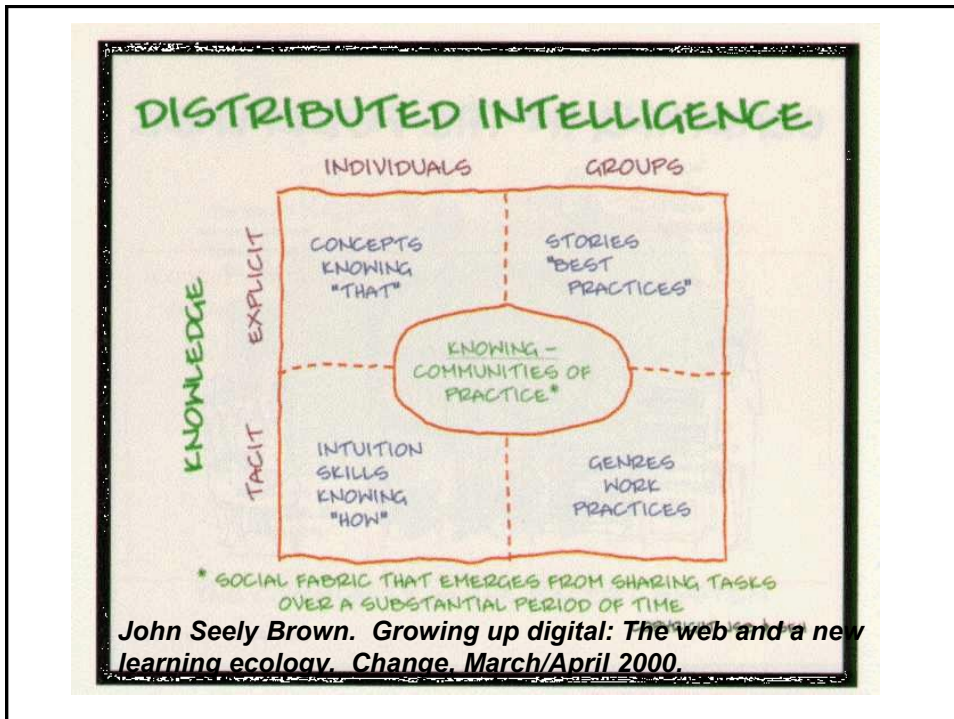 DISTRIBUTED INTELLIGENCE
INDIVIDUALS GROUPS
KNOWLEDGE
EXPLICIT
CONCEPTS
KNOWING
"THAT"
STORIES
"BEST
PRACTICES"
KNOWING –
COMMUNITIES OF
PRACTICE*
TACIT
INTUITION
SKILLS
KNOWING
"HOW"
GENRES
WORK
PRACTICES
* SOCIAL FABRIC THAT EMERGES FROM SHARING TASKS
OVER A SUBSTANTIAL PERIOD OF TIME
John Seely Brown. Growing up digital: The web and a new
learning ecology. Change, March/April 2000.